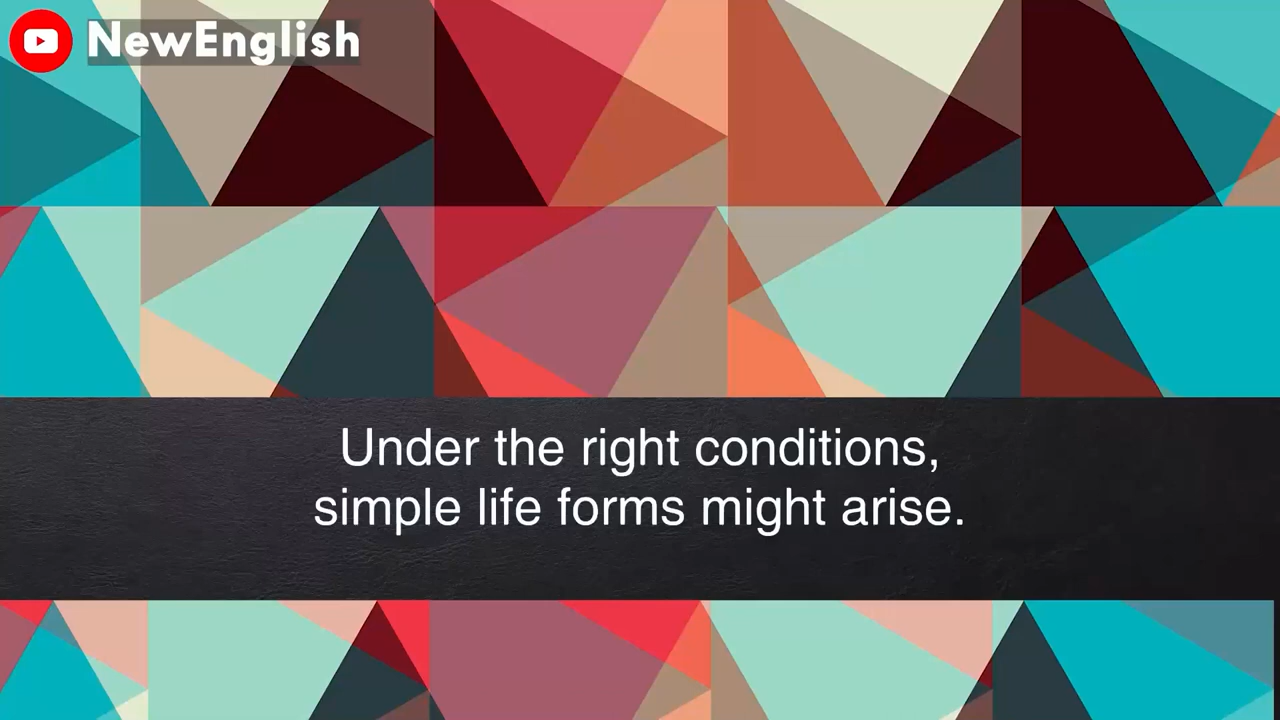 NewEnglish
Under the right conditions,
simple life forms might arise.